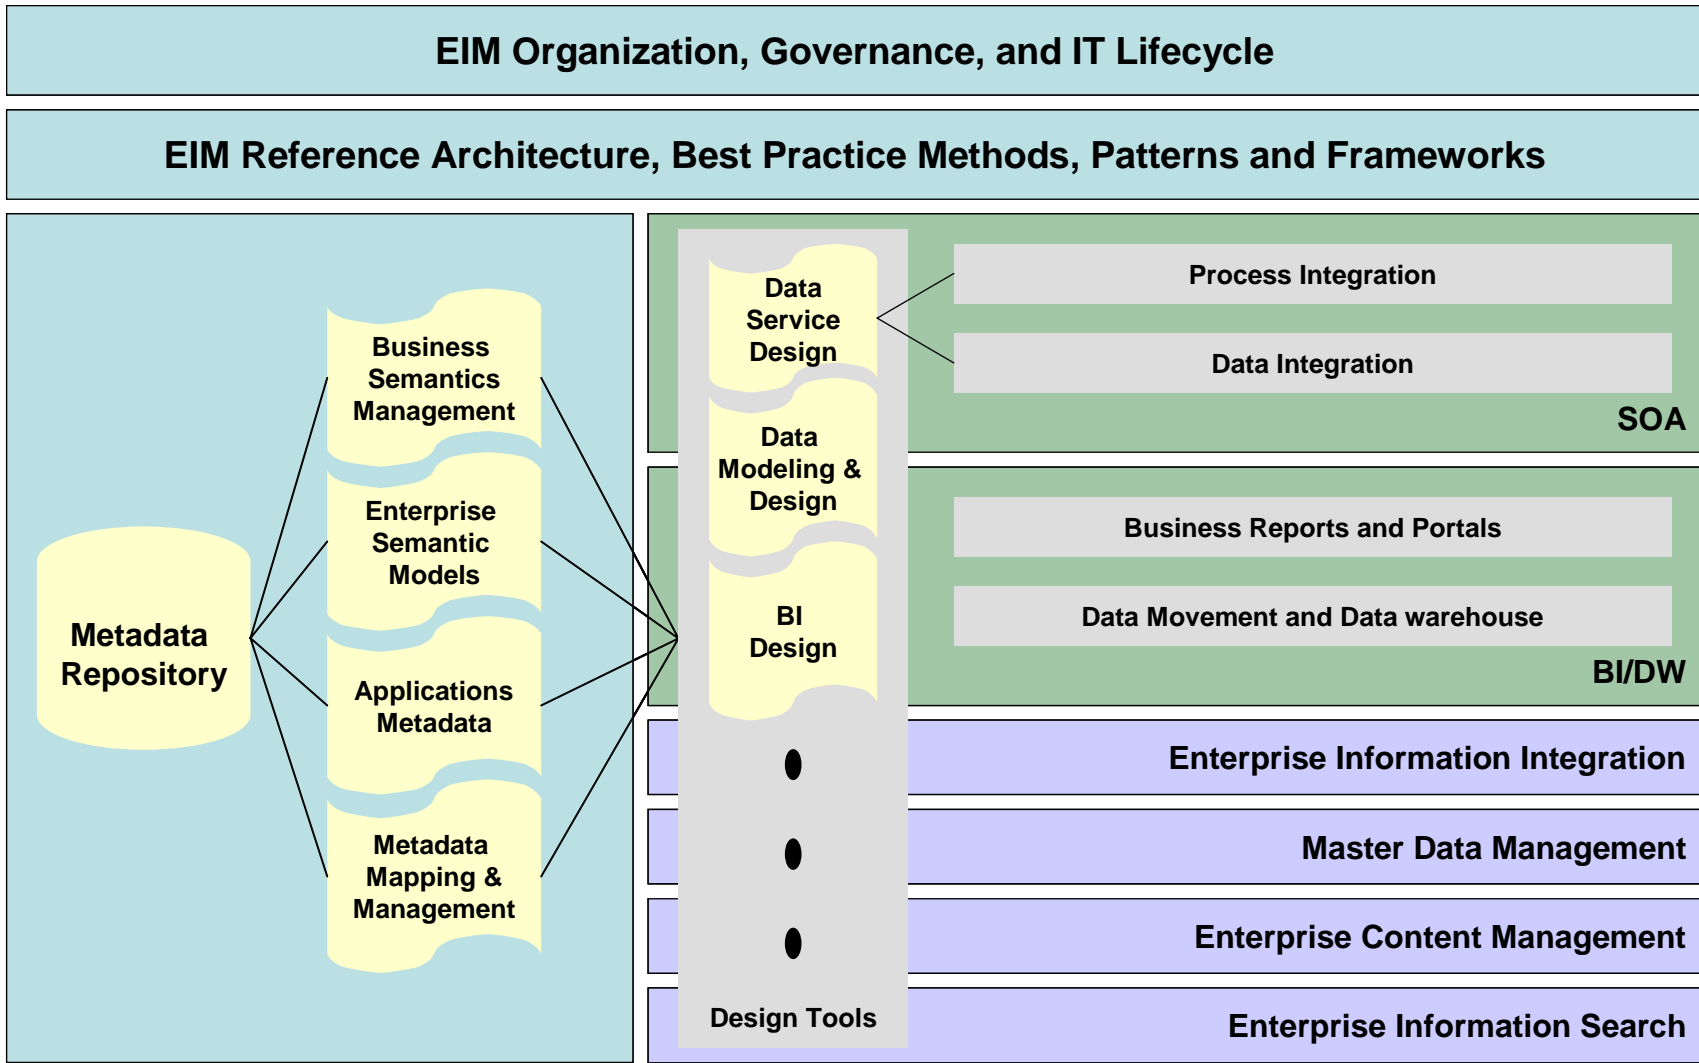 EIM Organization, Governance, and IT Lifecycle
EIM Reference Architecture, Best Practice Methods, Patterns and Frameworks
Metadata
Repository
Business
Semantics
Management
Enterprise
Semantic
Models
Applications
Metadata
Metadata
Mapping &
Management
Data
Service
Design
Data
Modeling &
Design
BI
Design
Design Tools
Process Integration
Data Integration
SOA
Business Reports and Portals
Data Movement and Data warehouse
BI/DW
Enterprise Information Integration
Master Data Management
Enterprise Content Management
Enterprise Information Search